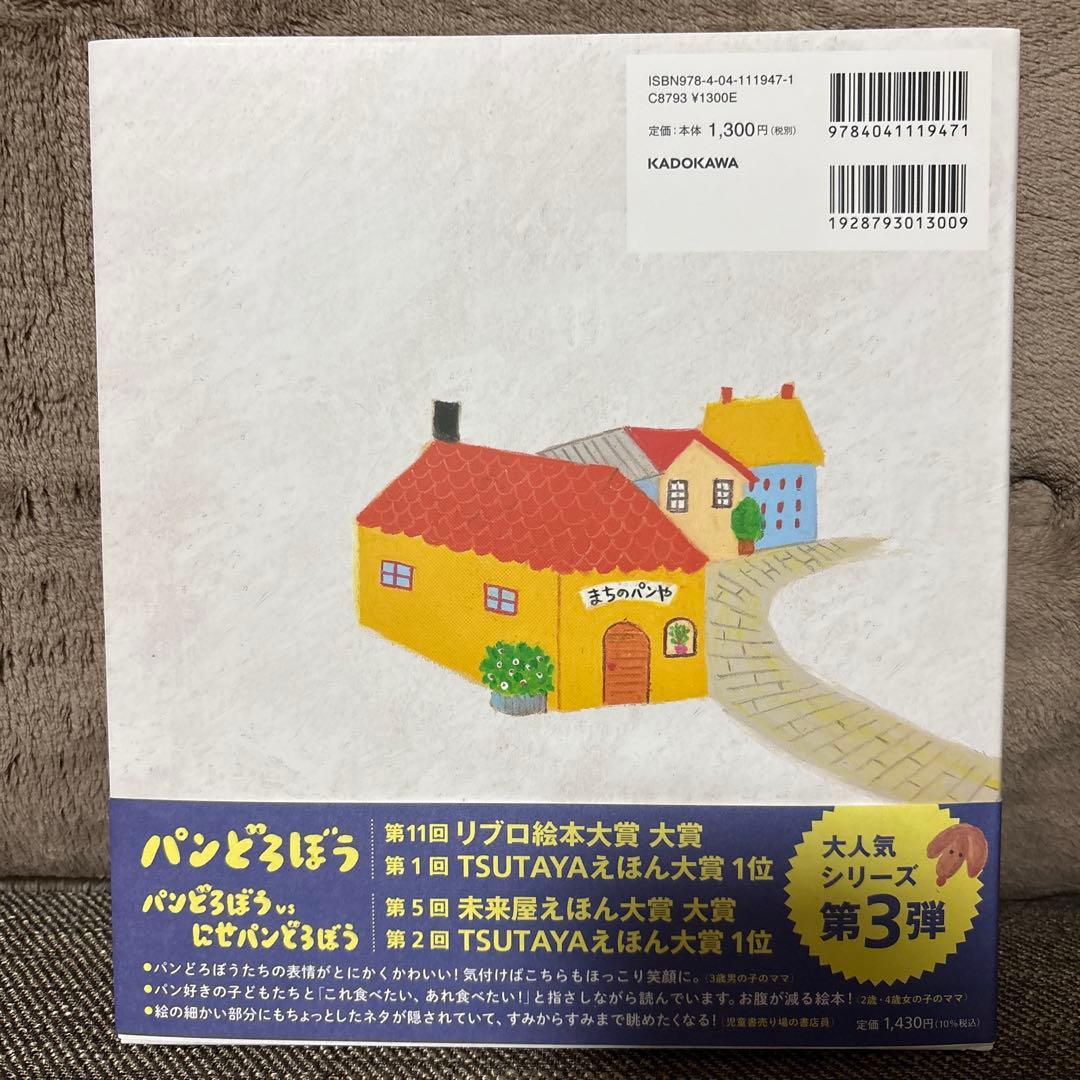 ISBN978-4-04-111947-1
C8793 ¥1300E
定価：本体 1,300円（税別）
KADOKAWA
9784041119471
1928793013009
まちのパンや
パンどろぼう
第11回 リブロ絵本大賞 大賞
第1回 TSUTAYAえほん大賞 1位
パンどろぼう vs
にせパンどろぼう
第5回 未来屋えほん大賞 大賞
第2回 TSUTAYAえほん大賞 1位
大人気
シリーズ
第3弾
●パンどろぼうたちの表情がとにかくかわいい！気付けばこちらもほっこり笑顔に。（3歳男の子のママ）
●パン好きの子どもたちと「これ食べたい、あれ食べたい！」と指さしながら読んでいます。お腹が減る絵本！（2歳・4歳女の子のママ）
●絵の細かい部分にもちょっとしたネタが隠されていて、すみからすみまで眺めたくなる！（児童書売り場の書店員）
定価 1,430円（10％税込）